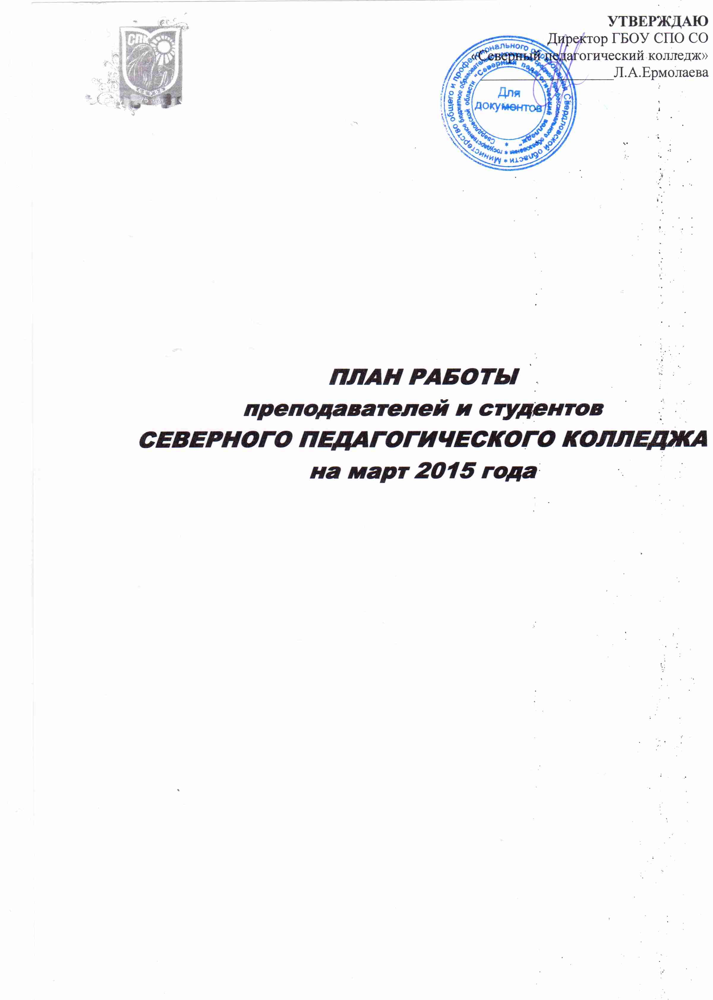 СПК
УТВЕРЖДАЮ
Директор ГБОУ СПО СО
«Северный педагогический колледж»
Л.А.Ермолаева
Министерство общего и профессионального образования Свердловской области *
государственное бюджетное образовательное учреждение среднего профессионального образования *
Свердловской области "Северный педагогический колледж" *
Для
документов
ПЛАН РАБОТЫ
преподавателей и студентов
СЕВЕРНОГО ПЕДАГОГИЧЕСКОГО КОЛЛЕДЖА
на март 2015 года